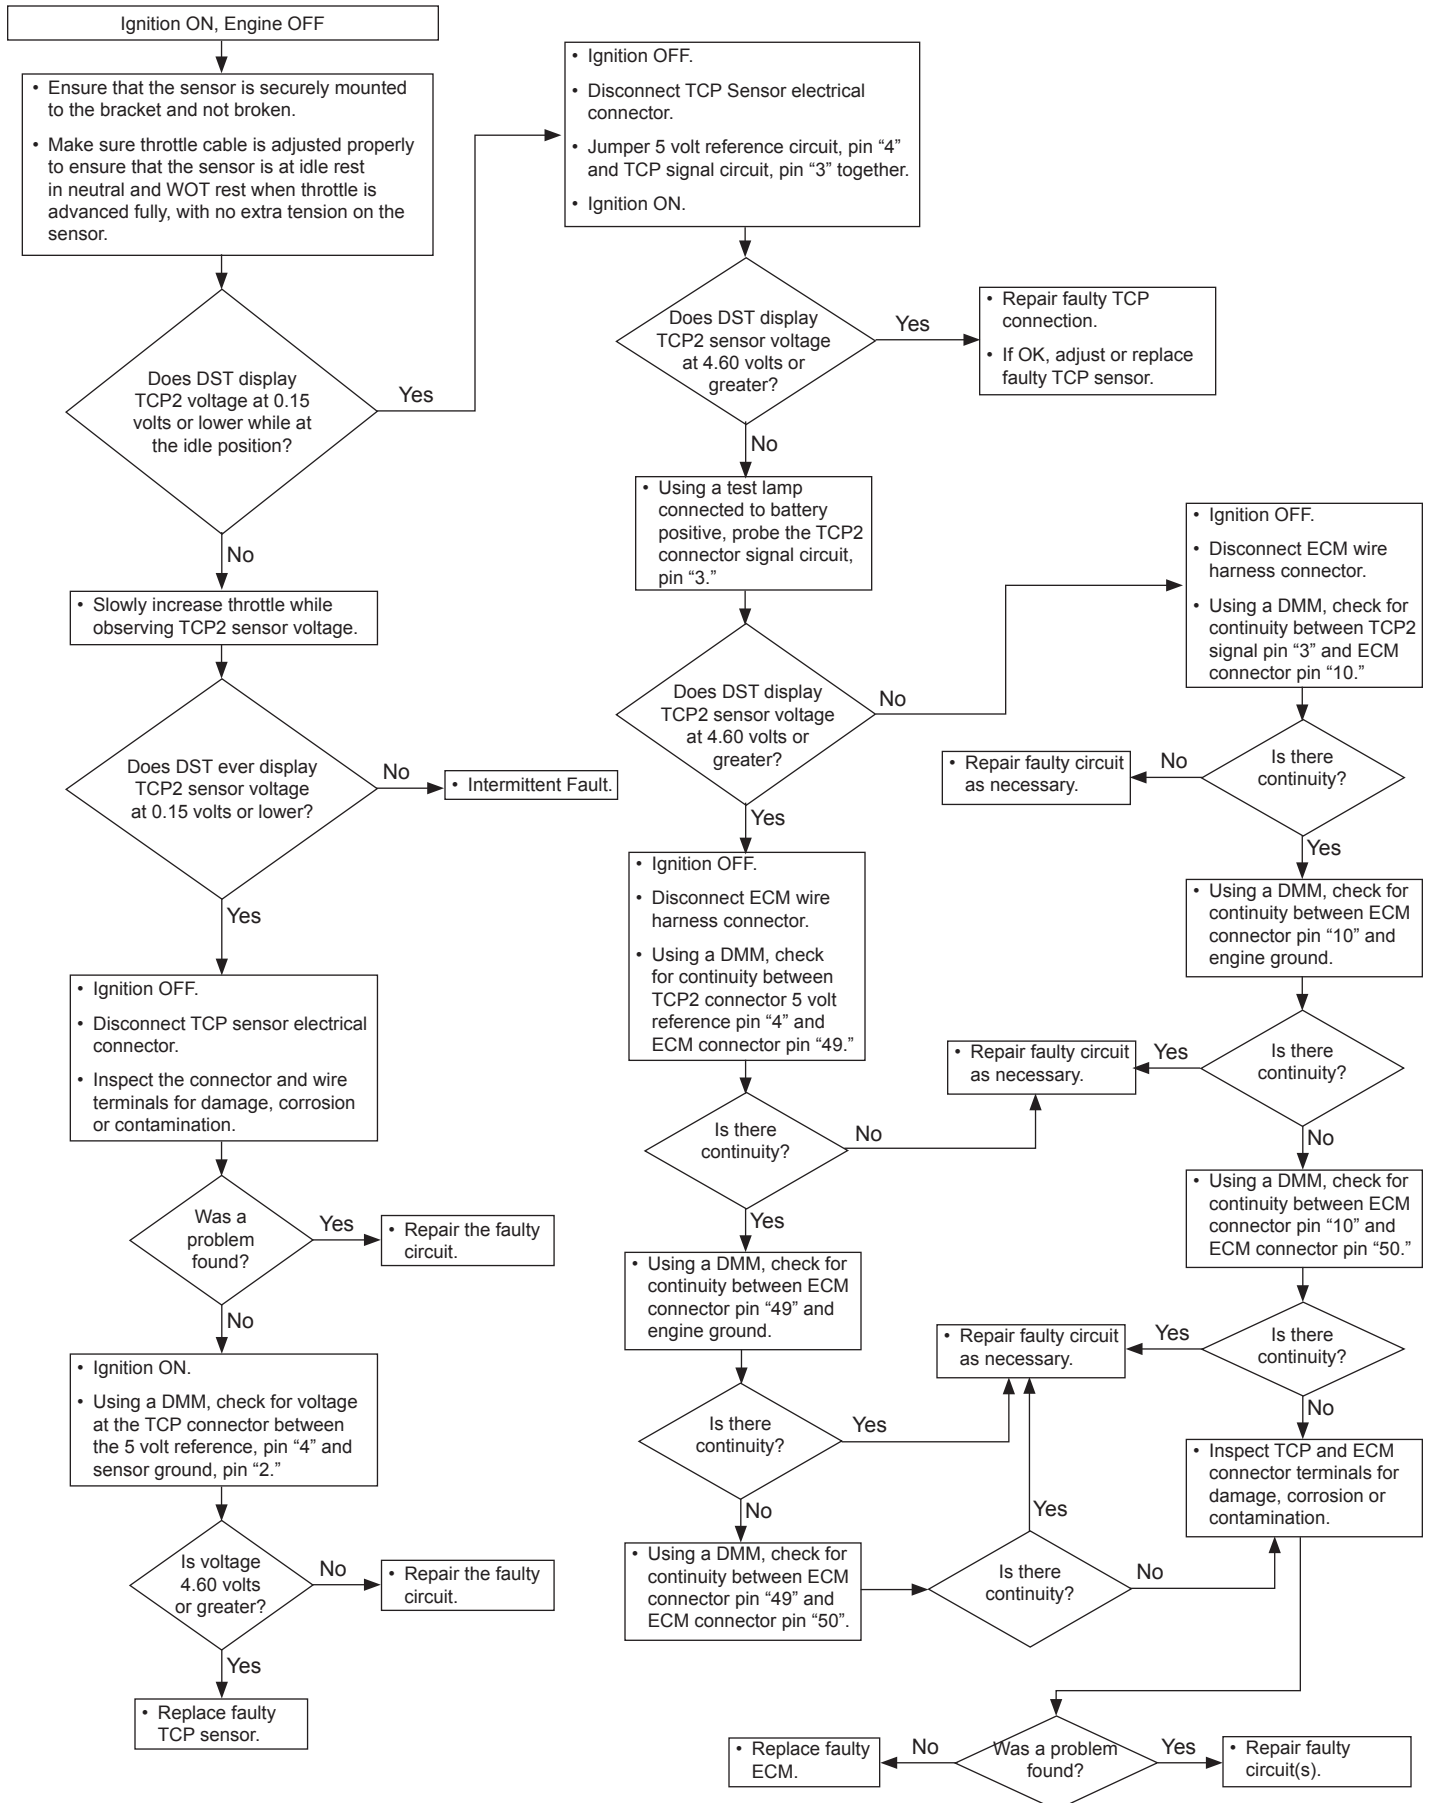 Ignition ON, Engine OFF
• Ensure that the sensor is securely mounted
to the bracket and not broken.
• Make sure throttle cable is adjusted properly
to ensure that the sensor is at idle rest
in neutral and WOT rest when throttle is
advanced fully, with no extra tension on the
sensor.
Does DST display
TCP2 voltage at 0.15
volts or lower while at
the idle position?
Yes
No
• Slowly increase throttle while
observing TCP2 sensor voltage.
Does DST ever display
TCP2 sensor voltage
at 0.15 volts or lower?
No
• Intermittent Fault.
Yes
• Ignition OFF.
• Disconnect TCP sensor electrical
connector.
• Inspect the connector and wire
terminals for damage, corrosion
or contamination.
Was a
problem
found?
Yes
• Repair the faulty
circuit.
No
• Ignition ON.
• Using a DMM, check for voltage
at the TCP connector between
the 5 volt reference, pin “4” and
sensor ground, pin “2.”
Is voltage
4.60 volts
or greater?
No
• Repair the faulty
circuit.
Yes
• Replace faulty
TCP sensor.
• Ignition OFF.
• Disconnect TCP Sensor electrical
connector.
• Jumper 5 volt reference circuit, pin “4”
and TCP signal circuit, pin “3” together.
• Ignition ON.
Does DST display
TCP2 sensor voltage
at 4.60 volts or
greater?
Yes
• Repair faulty TCP
connection.
• If OK, adjust or replace
faulty TCP sensor.
No
• Using a test lamp
connected to battery
positive, probe the TCP2
connector signal circuit,
pin “3.”
Does DST display
TCP2 sensor voltage
at 4.60 volts or
greater?
No
Yes
• Ignition OFF.
• Disconnect ECM wire
harness connector.
• Using a DMM, check
for continuity between
TCP2 connector 5 volt
reference pin “4” and
ECM connector pin “49.”
Is there
continuity?
No
Yes
• Using a DMM, check for
continuity between ECM
connector pin “49” and
engine ground.
Is there
continuity?
Yes
No
• Using a DMM, check for
continuity between ECM
connector pin “49” and
ECM connector pin “50”.
Is there
continuity?
Yes
No
• Ignition OFF.
• Disconnect ECM wire
harness connector.
• Using a DMM, check for
continuity between TCP2
signal pin “3” and ECM
connector pin “10.”
Is there
continuity?
No
• Repair faulty circuit
as necessary.
Yes
• Using a DMM, check for
continuity between ECM
connector pin “10” and
engine ground.
Is there
continuity?
Yes
• Repair faulty circuit
as necessary.
No
• Using a DMM, check for
continuity between ECM
connector pin “10” and
ECM connector pin “50.”
Is there
continuity?
Yes
• Repair faulty circuit
as necessary.
No
• Inspect TCP and ECM
connector terminals for
damage, corrosion or
contamination.
Was a problem
found?
No
• Replace faulty
ECM.
Yes
• Repair faulty
circuit(s).